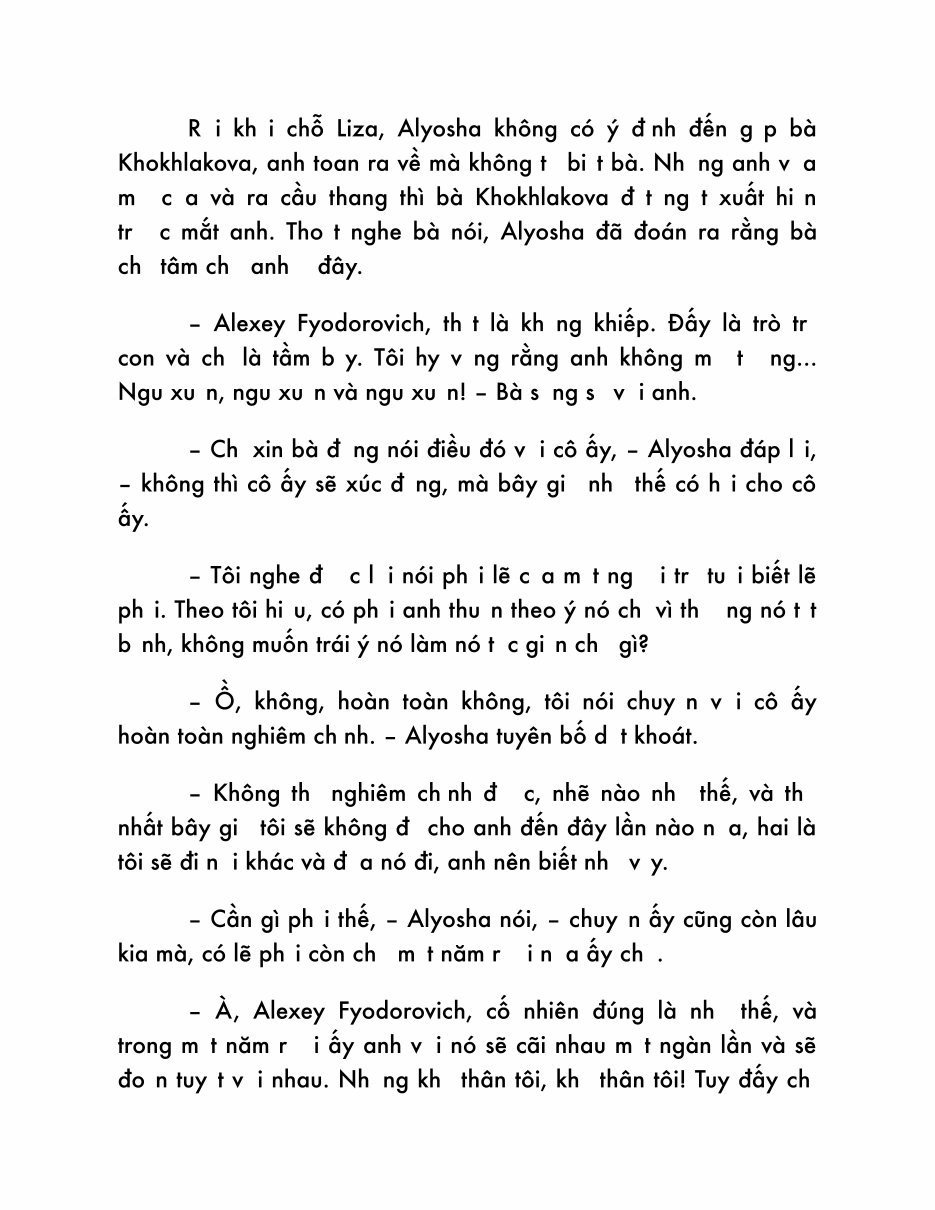 R i kh i chỗ Liza, Alyosha không có ý đ nh đến g p bà
Khokhlakova, anh toan ra về mà không t bi t bà. Nh ng anh v a
m c a và ra cầu thang thì bà Khokhlakova đ t ng t xuất hi n
tr c mắt anh. Tho t nghe bà nói, Alyosha đã đoán ra rằng bà
ch tâm ch anh đây.
– Alexey Fyodorovich, th t là kh ng khiếp. Đấy là trò tr
con và ch là tầm b y. Tôi hy v ng rằng anh không m t ng...
Ngu xu n, ngu xu n và ngu xu n! – Bà s ng s v i anh.
– Ch xin bà đ ng nói điều đó v i cô ấy, – Alyosha đáp l i,
– không thì cô ấy sẽ xúc đ ng, mà bây gi nh thế có h i cho cô
ấy.
– Tôi nghe đ c l i nói ph i lẽ c a m t ng i tr tu i biết lẽ
ph i. Theo tôi hi u, có ph i anh thu n theo ý nó ch vì th ng nó t t
b nh, không muốn trái ý nó làm nó t c gi n ch gì?
– Ồ, không, hoàn toàn không, tôi nói chuy n v i cô ấy
hoàn toàn nghiêm ch nh. – Alyosha tuyên bố d t khoát.
– Không th nghiêm ch nh đ c, nhẽ nào nh thế, và th
nhất bây gi tôi sẽ không đ cho anh đến đây lần nào n a, hai là
tôi sẽ đi n i khác và đ a nó đi, anh nên biết nh v y.
– Cần gì ph i thế, – Alyosha nói, – chuy n ấy cũng còn lâu
kia mà, có lẽ ph i còn ch m t năm r i n a ấy ch .
– À, Alexey Fyodorovich, cố nhiên đúng là nh thế, và
trong m t năm r i ấy anh v i nó sẽ cãi nhau m t ngàn lần và sẽ
đo n tuy t v i nhau. Nh ng kh thân tôi, kh thân tôi! Tuy đấy ch